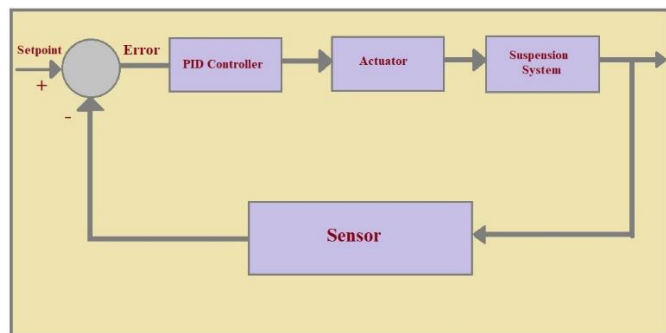 Setpoint
Error
+
-
PID Controller
Actuator
Suspension
System
Sensor